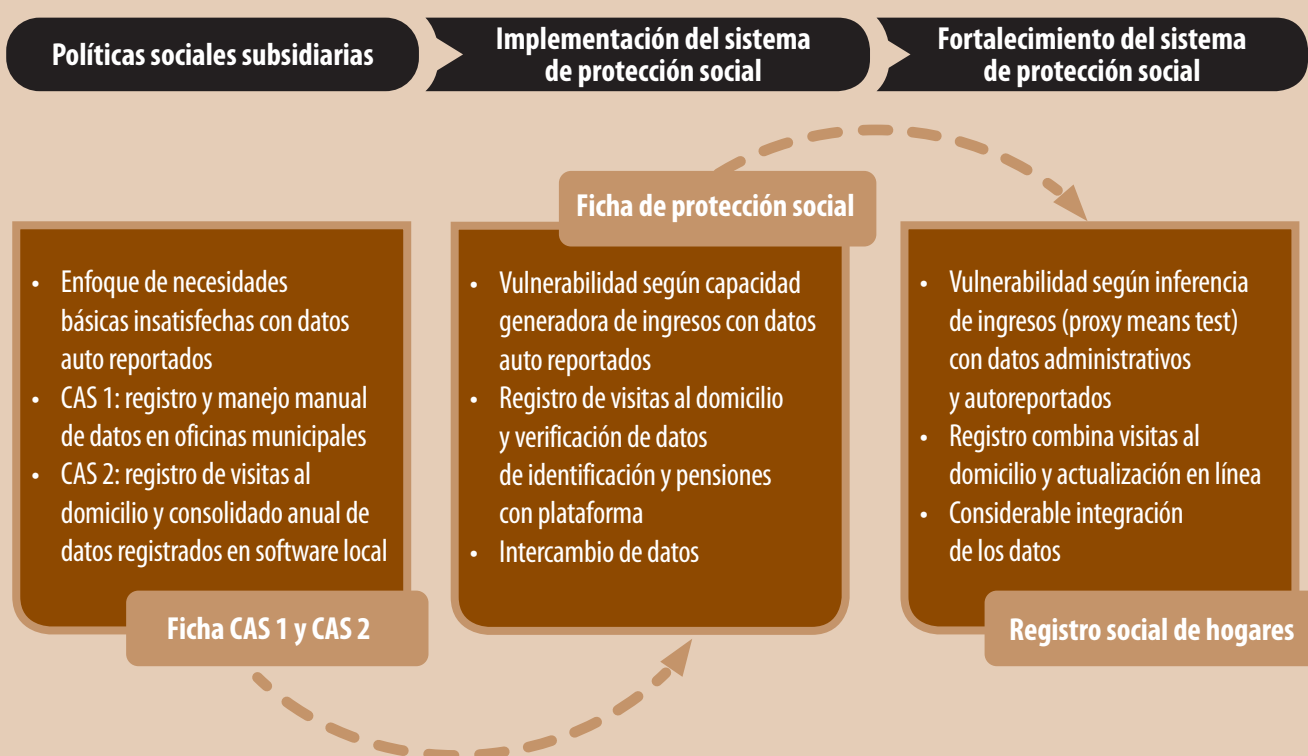 Políticas sociales subsidiarias
Implementación del sistema
de protección social
Fortalecimiento del sistema
de protección social
• Enfoque de necesidades
básicas insatisfechas con datos
auto reportados
• CAS 1: registro y manejo manual
de datos en oficinas municipales
• CAS 2: registro de visitas al
domicilio y consolidado anual de
datos registrados en software local
Ficha CAS 1 y CAS 2
Ficha de protección social
• Vulnerabilidad según capacidad
generadora de ingresos con datos
auto reportados
• Registro de visitas al domicilio
y verificación de datos
de identificación y pensiones
con plataforma
• Intercambio de datos
• Vulnerabilidad según inferencia
de ingresos (proxy means test)
con datos administrativos
y autoreportados
• Registro combina visitas al
domicilio y actualización en línea
• Considerable integración
de los datos
Registro social de hogares